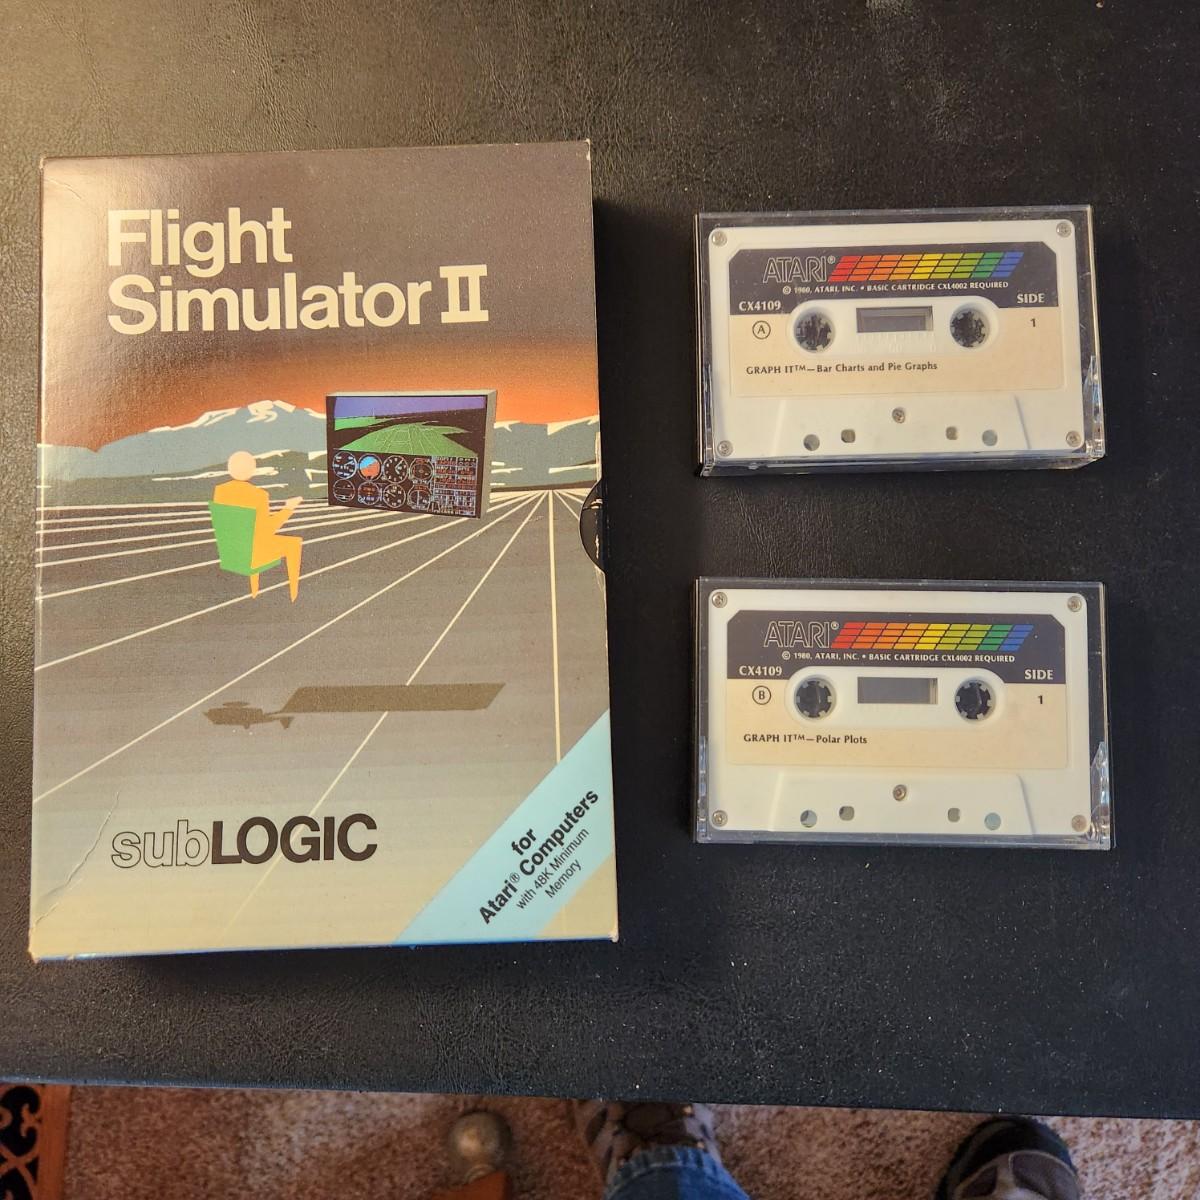 Flight
Simulator II
subLOGIC
for
Atari® Computers
with 48K Minimum
Memory
ATARI®
© 1980, ATARI, INC. • BASIC CARTRIDGE CXL4002 REQUIRED
CX4109
SIDE
A
1
GRAPH IT™—Bar Charts and Pie Graphs
ATARI®
© 1980, ATARI, INC. • BASIC CARTRIDGE CXL4002 REQUIRED
CX4109
SIDE
B
1
GRAPH IT™—Polar Plots